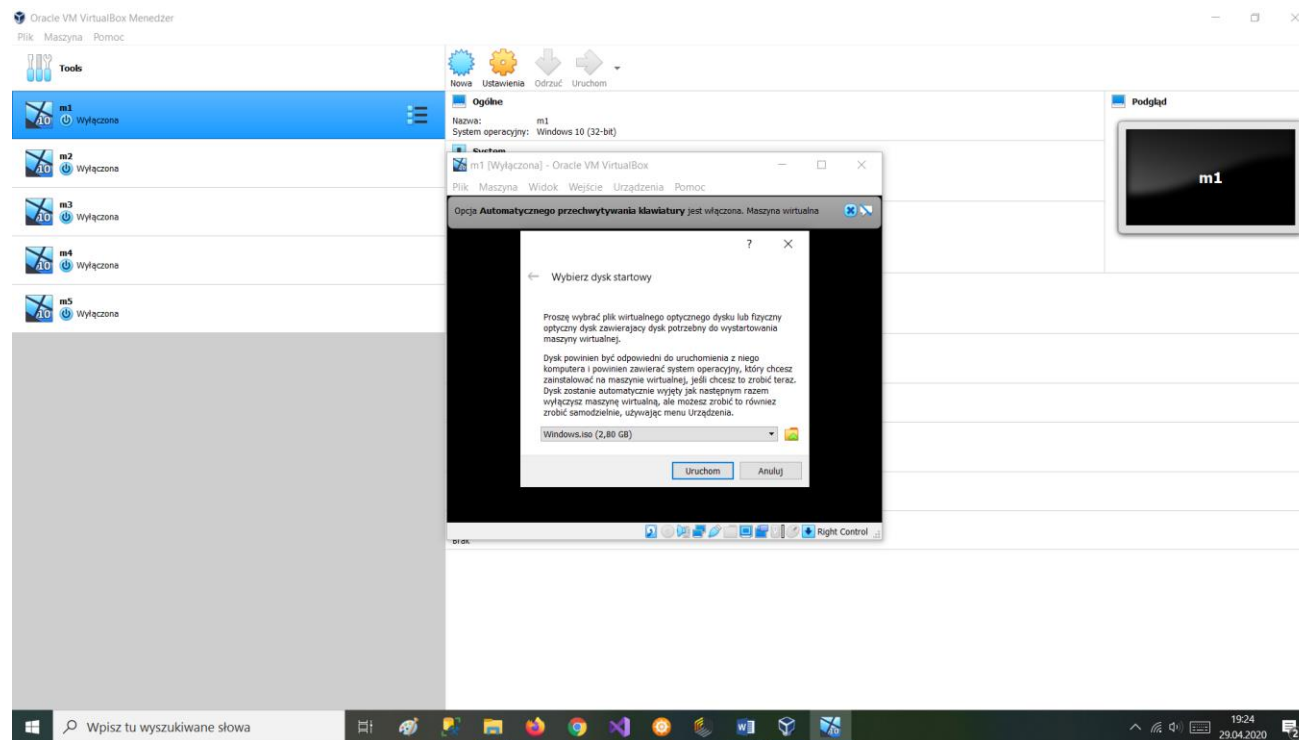 Oracle VM VirtualBox Menedżer
Plik Maszyna Pomoc
Tools
Nowa Ustawienia Odrzuć Uruchom
m1
Wyłączona
m2
Wyłączona
m3
Wyłączona
m4
Wyłączona
m5
Wyłączona
Ogólne
Nazwa: m1
System operacyjny: Windows 10 (32-bit)
System
Podgląd
m1
m1 [Wyłączona] - Oracle VM VirtualBox
Plik Maszyna Widok Wejście Urządzenia Pomoc
Opcja Automatycznego przechwytywania klawiatury jest włączona. Maszyna wirtualna
?
Wybierz dysk startowy
Proszę wybrać plik wirtualnego optycznego dysku lub fizyczny
optyczny dysk zawierajacy dysk potrzebny do wystartowania
maszyny wirtualnej.
Dysk powinien być odpowiedni do uruchomienia z niego
komputera i powinien zawierać system operacyjny, który chcesz
zainstalować na maszynie wirtualnej, jeśli chcesz to zrobić teraz.
Dysk zostanie automatycznie wyjęty jak następnym razem
wyłączysz maszynę wirtualną, ale możesz zrobić to również
zrobić samodzielnie, używając menu Urządzenia.
Windows.iso (2,80 GB)
Uruchom Anuluj
Right Control
Brak
Wpisz tu wyszukiwane słowa
19:24
29.04.2020
2